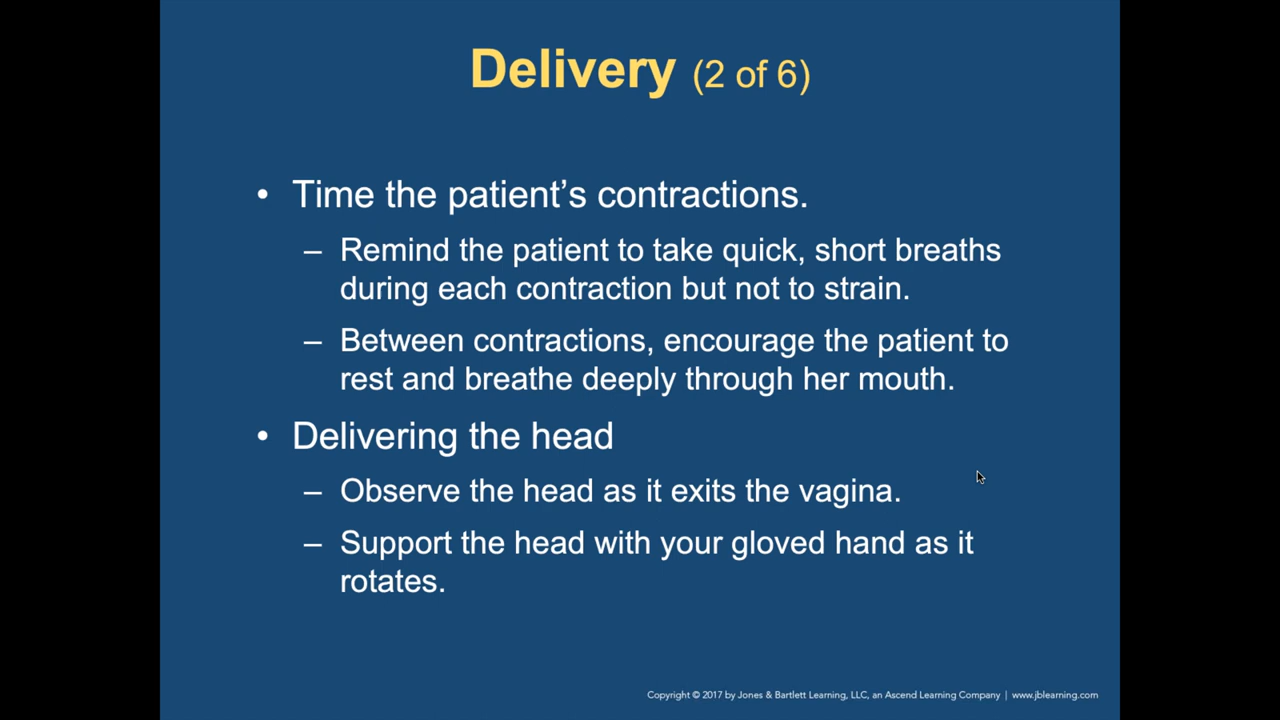 Delivery (2 of 6)
• Time the patient’s contractions.
– Remind the patient to take quick, short breaths
during each contraction but not to strain.
– Between contractions, encourage the patient to
rest and breathe deeply through her mouth.
• Delivering the head
– Observe the head as it exits the vagina.
– Support the head with your gloved hand as it
rotates.
Copyright © 2017 by Jones & Bartlett Learning, LLC, an Ascend Learning Company | www.jblearning.com